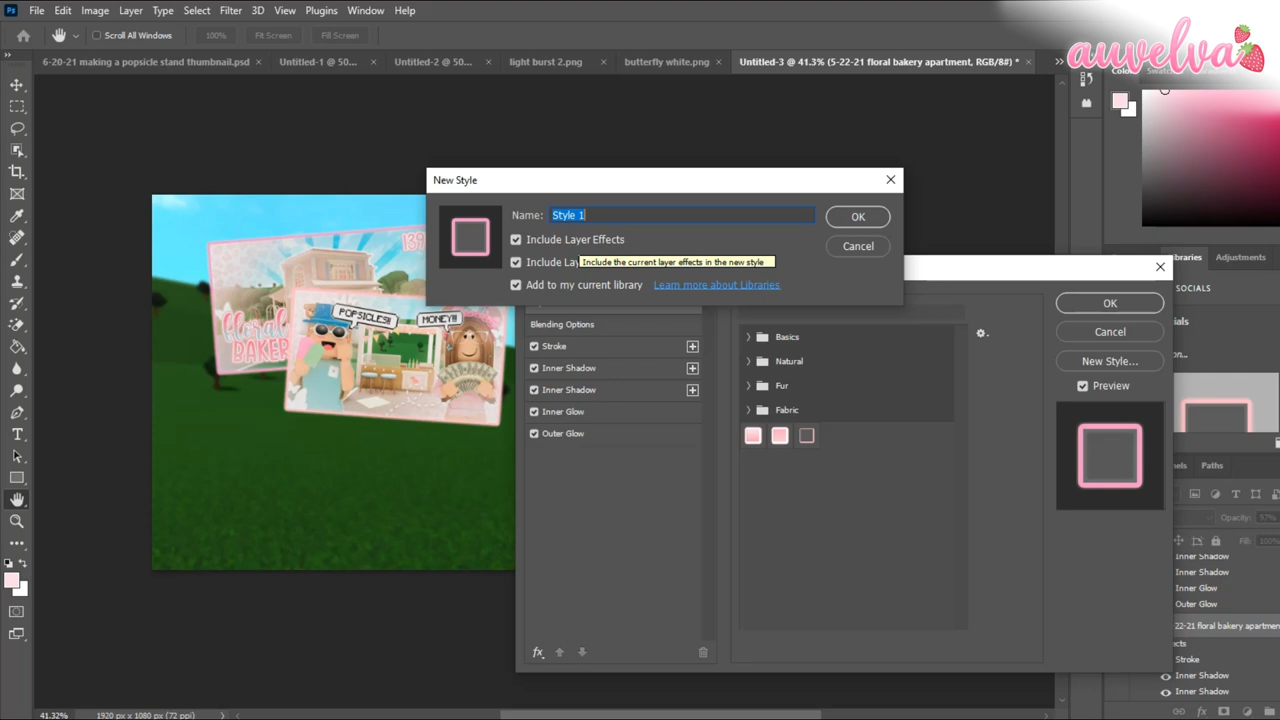 File Edit Image Layer Type Select Filter 3D View Plugins Window Help
Scroll All Windows 100% Fit Screen Fill Screen
auvelva
6-20-21 making a popsicle stand thumbnail.psd Untitled-1 @ 50... Untitled-2 @ 50... light burst 2.png butterfly white.png Untitled-3 @ 41.3% (5-22-21 floral bakery apartment, RGB/8#) *
New Style
Name: Style 1
OK
Include Layer Effects
Cancel
Include Lay
Include the current layer effects in the new style
Add to my current library Learn more about Libraries
139
floral
BAKER
POPSICLES!!
MONEY!!
Blending Options
Stroke
Inner Shadow
Inner Shadow
Inner Glow
Outer Glow
Basics
Natural
Fur
Fabric
OK
Cancel
New Style...
Preview
braries Adjustments
SOCIALS
Paths
Opacity: 97%
Fill: 100%
Inner Shadow
Inner Shadow
Inner Glow
Outer Glow
22-21 floral bakery apartmen
Stroke
Inner Shadow
Inner Shadow
41.32% 1920 px x 1080 px (72 ppi)